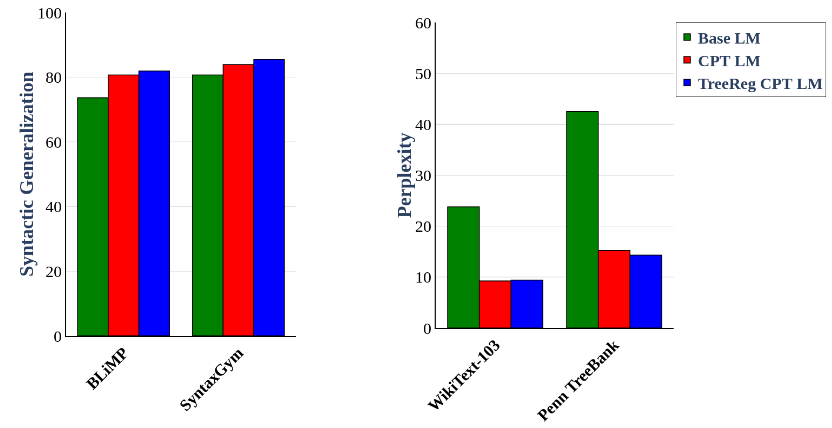 Syntactic Generalization
100
80
60
40
20
0
BLiMP
SyntaxGym
Perplexity
60
50
40
30
20
10
0
WikiText-103
Penn TreeBank
Base LM
CPT LM
TreeReg CPT LM